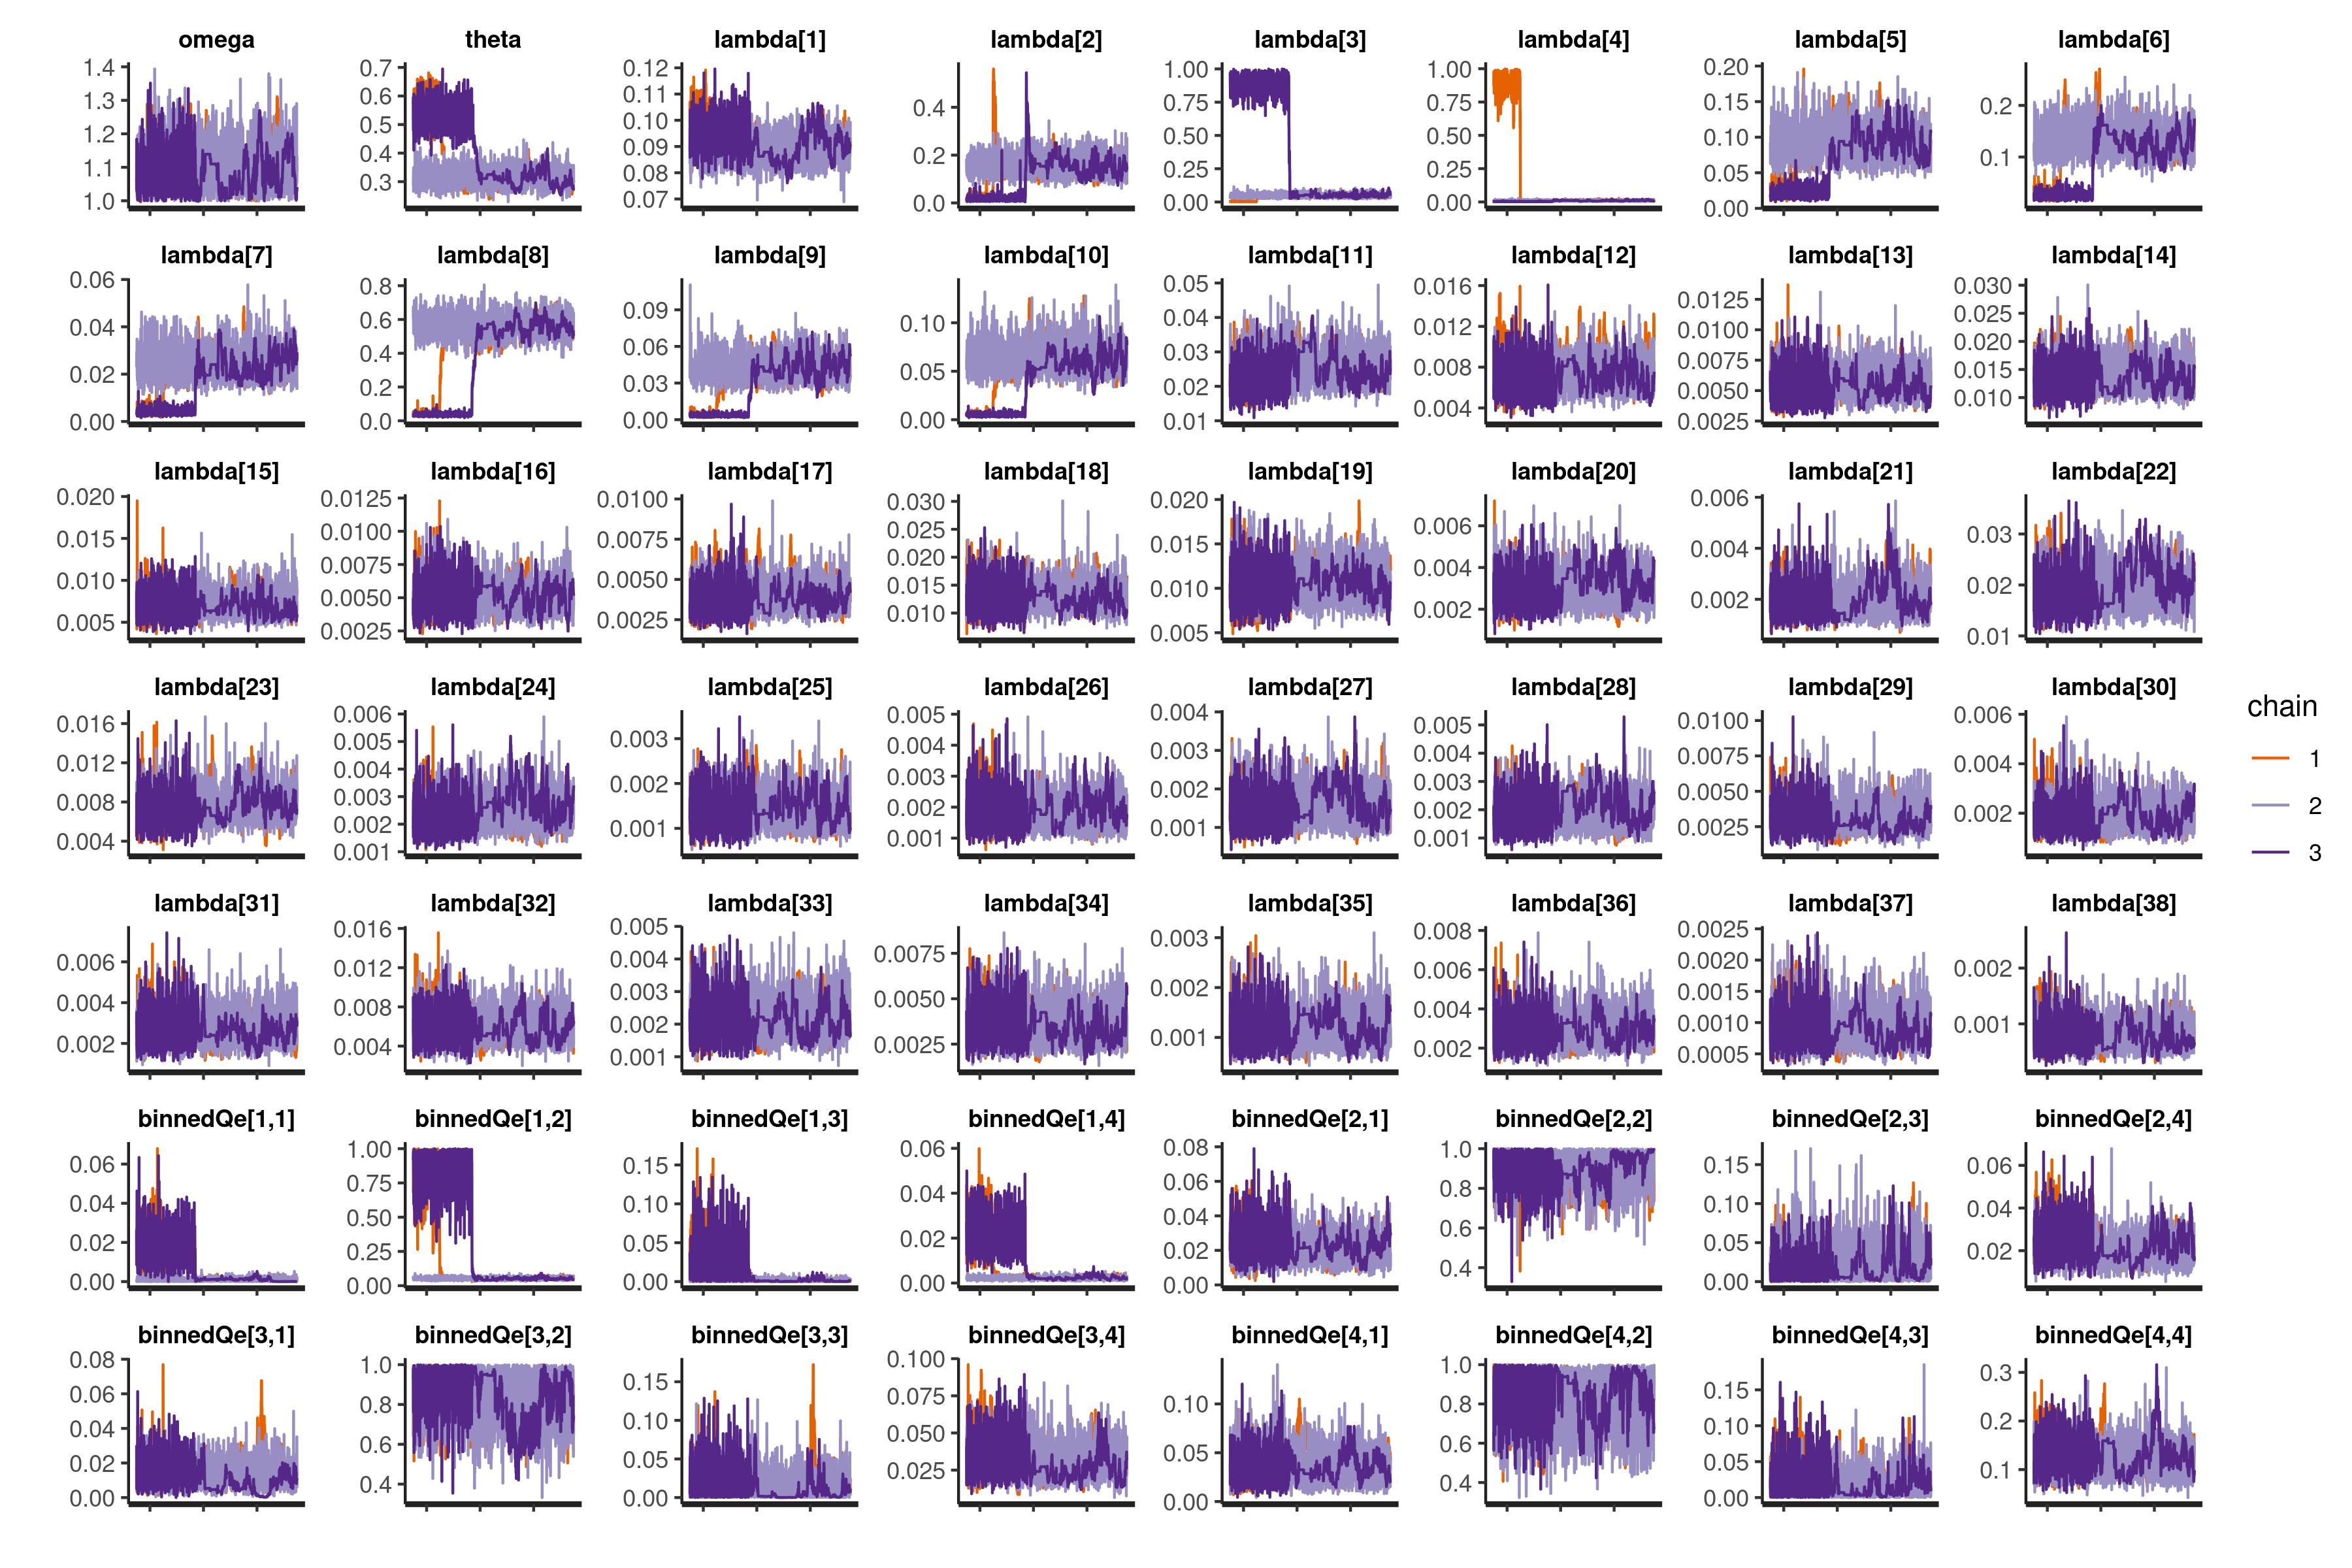 omega theta lambda[1] lambda[2] lambda[3] lambda[4] lambda[5] lambda[6]
1.4 0.7 0.12 0.4 1.00 1.00 0.20 0.2
1.3 0.6 0.11 0.2 0.75 0.75 0.15 0.1
1.2 0.5 0.10 0.0 0.50 0.50 0.10
1.1 0.4 0.09 0.25 0.25 0.05
1.0 0.3 0.08 0.00 0.00 0.00
0.07
lambda[7] lambda[8] lambda[9] lambda[10] lambda[11] lambda[12] lambda[13] lambda[14]
0.06 0.8 0.09 0.10 0.05 0.016 0.0125 0.030
0.04 0.6 0.06 0.05 0.04 0.012 0.0100 0.025
0.02 0.4 0.03 0.00 0.03 0.008 0.0075 0.020
0.00 0.2 0.00 0.02 0.004 0.0050 0.015
0.0 0.01 0.0025 0.010
lambda[15] lambda[16] lambda[17] lambda[18] lambda[19] lambda[20] lambda[21] lambda[22]
0.020 0.0125 0.0100 0.030 0.020 0.006 0.006 0.03
0.015 0.0100 0.0075 0.025 0.015 0.004 0.004 0.02
0.010 0.0075 0.0050 0.020 0.010 0.002 0.002 0.01
0.005 0.0050 0.0025 0.015 0.005
0.0025 0.010
lambda[23] lambda[24] lambda[25] lambda[26] lambda[27] lambda[28] lambda[29] lambda[30]
0.016 0.006 0.003 0.005 0.004 0.005 0.0100 0.006
0.012 0.005 0.002 0.004 0.003 0.004 0.0075 0.004
0.008 0.004 0.001 0.003 0.002 0.003 0.0050 0.002
0.004 0.003 0.002 0.001 0.002 0.0025
0.002 0.001 0.001
0.001
chain
1
2
3
lambda[31] lambda[32] lambda[33] lambda[34] lambda[35] lambda[36] lambda[37] lambda[38]
0.006 0.016 0.005 0.0075 0.003 0.008 0.0025 0.002
0.004 0.012 0.004 0.0050 0.002 0.006 0.0020 0.001
0.002 0.008 0.003 0.0025 0.001 0.004 0.0015
0.004 0.002 0.002 0.0010
0.001 0.0005
binnedQe[1,1] binnedQe[1,2] binnedQe[1,3] binnedQe[1,4] binnedQe[2,1] binnedQe[2,2] binnedQe[2,3] binnedQe[2,4]
0.06 1.00 0.15 0.06 0.08 1.0 0.15 0.06
0.04 0.75 0.10 0.04 0.06 0.8 0.10 0.04
0.02 0.50 0.05 0.02 0.04 0.6 0.05 0.02
0.00 0.25 0.00 0.00 0.02 0.4 0.00
0.00 0.00
binnedQe[3,1] binnedQe[3,2] binnedQe[3,3] binnedQe[3,4] binnedQe[4,1] binnedQe[4,2] binnedQe[4,3] binnedQe[4,4]
0.08 1.0 0.15 0.100 0.10 1.0 0.15 0.3
0.06 0.8 0.10 0.075 0.05 0.8 0.10 0.2
0.04 0.6 0.05 0.050 0.00 0.6 0.05 0.1
0.02 0.4 0.00 0.025 0.4 0.00
0.00